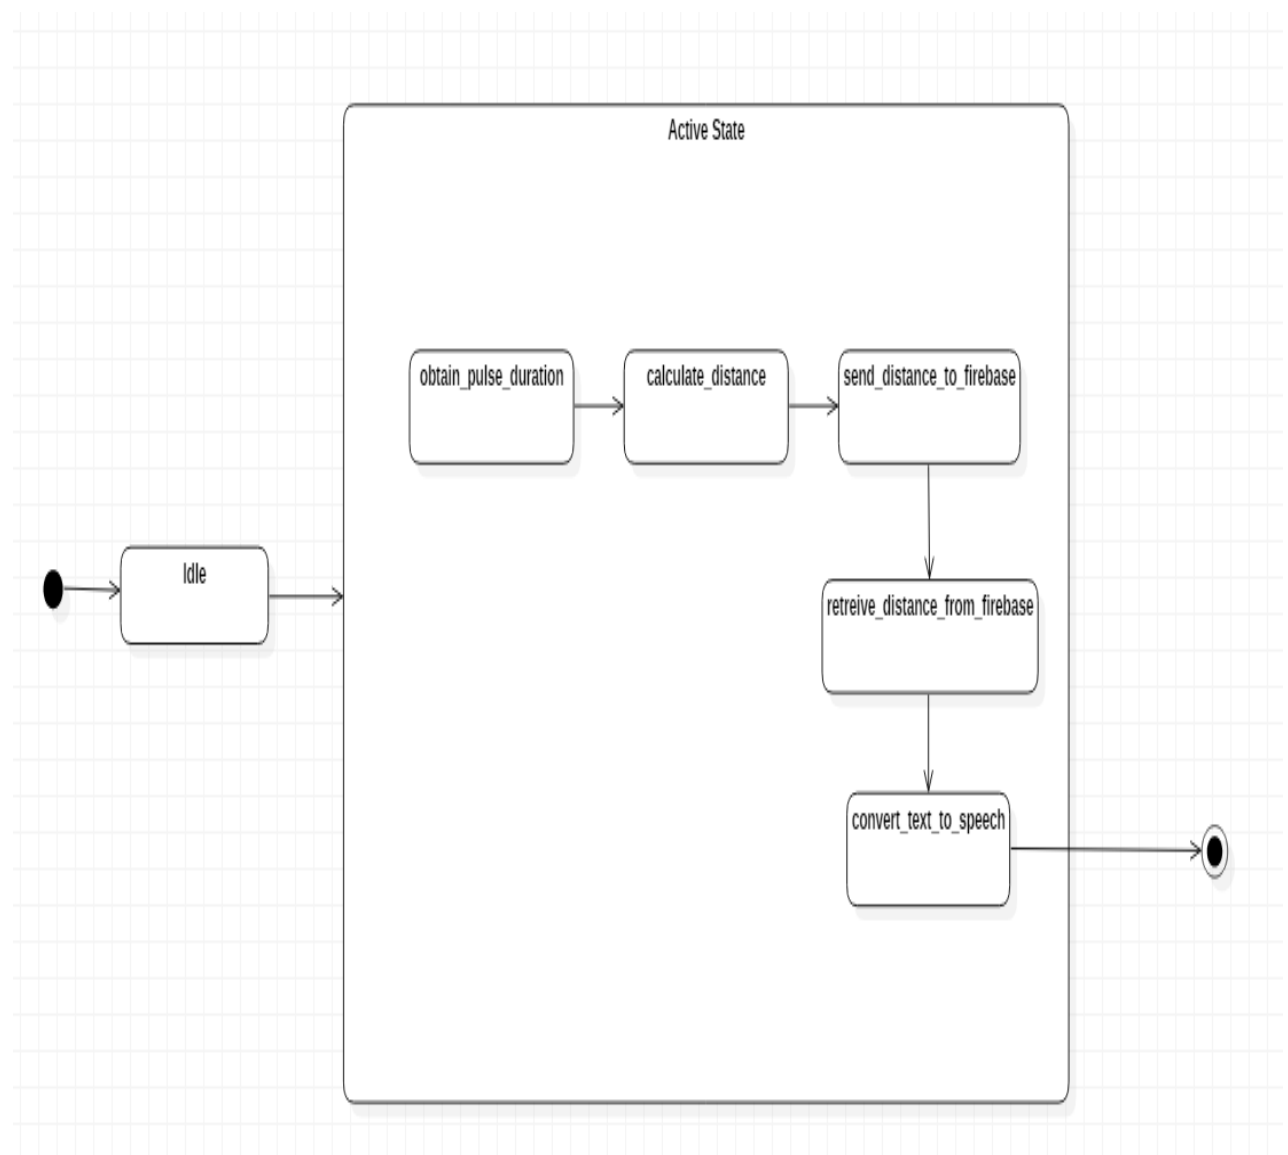 Active State
obtain_pulse_duration
calculate_distance
send_distance_to_firebase
Idle
retreive_distance_from_firebase
convert_text_to_speech